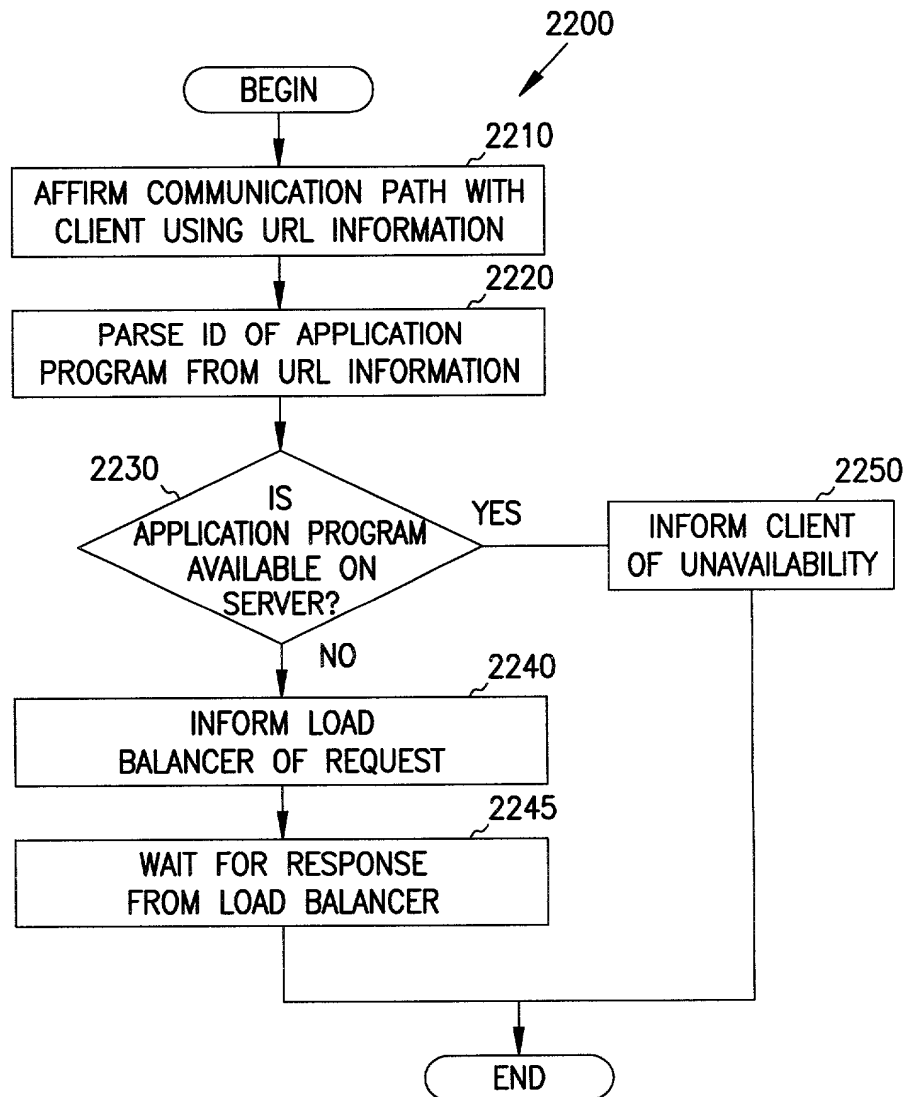 2200
BEGIN
2210
AFFIRM COMMUNICATION PATH WITH
CLIENT USING URL INFORMATION
2220
PARSE ID OF APPLICATION
PROGRAM FROM URL INFORMATION
2230
IS
APPLICATION PROGRAM
AVAILABLE ON
SERVER?
YES
2250
INFORM CLIENT
OF UNAVAILABILITY
NO
2240
INFORM LOAD
BALANCER OF REQUEST
2245
WAIT FOR RESPONSE
FROM LOAD BALANCER
END